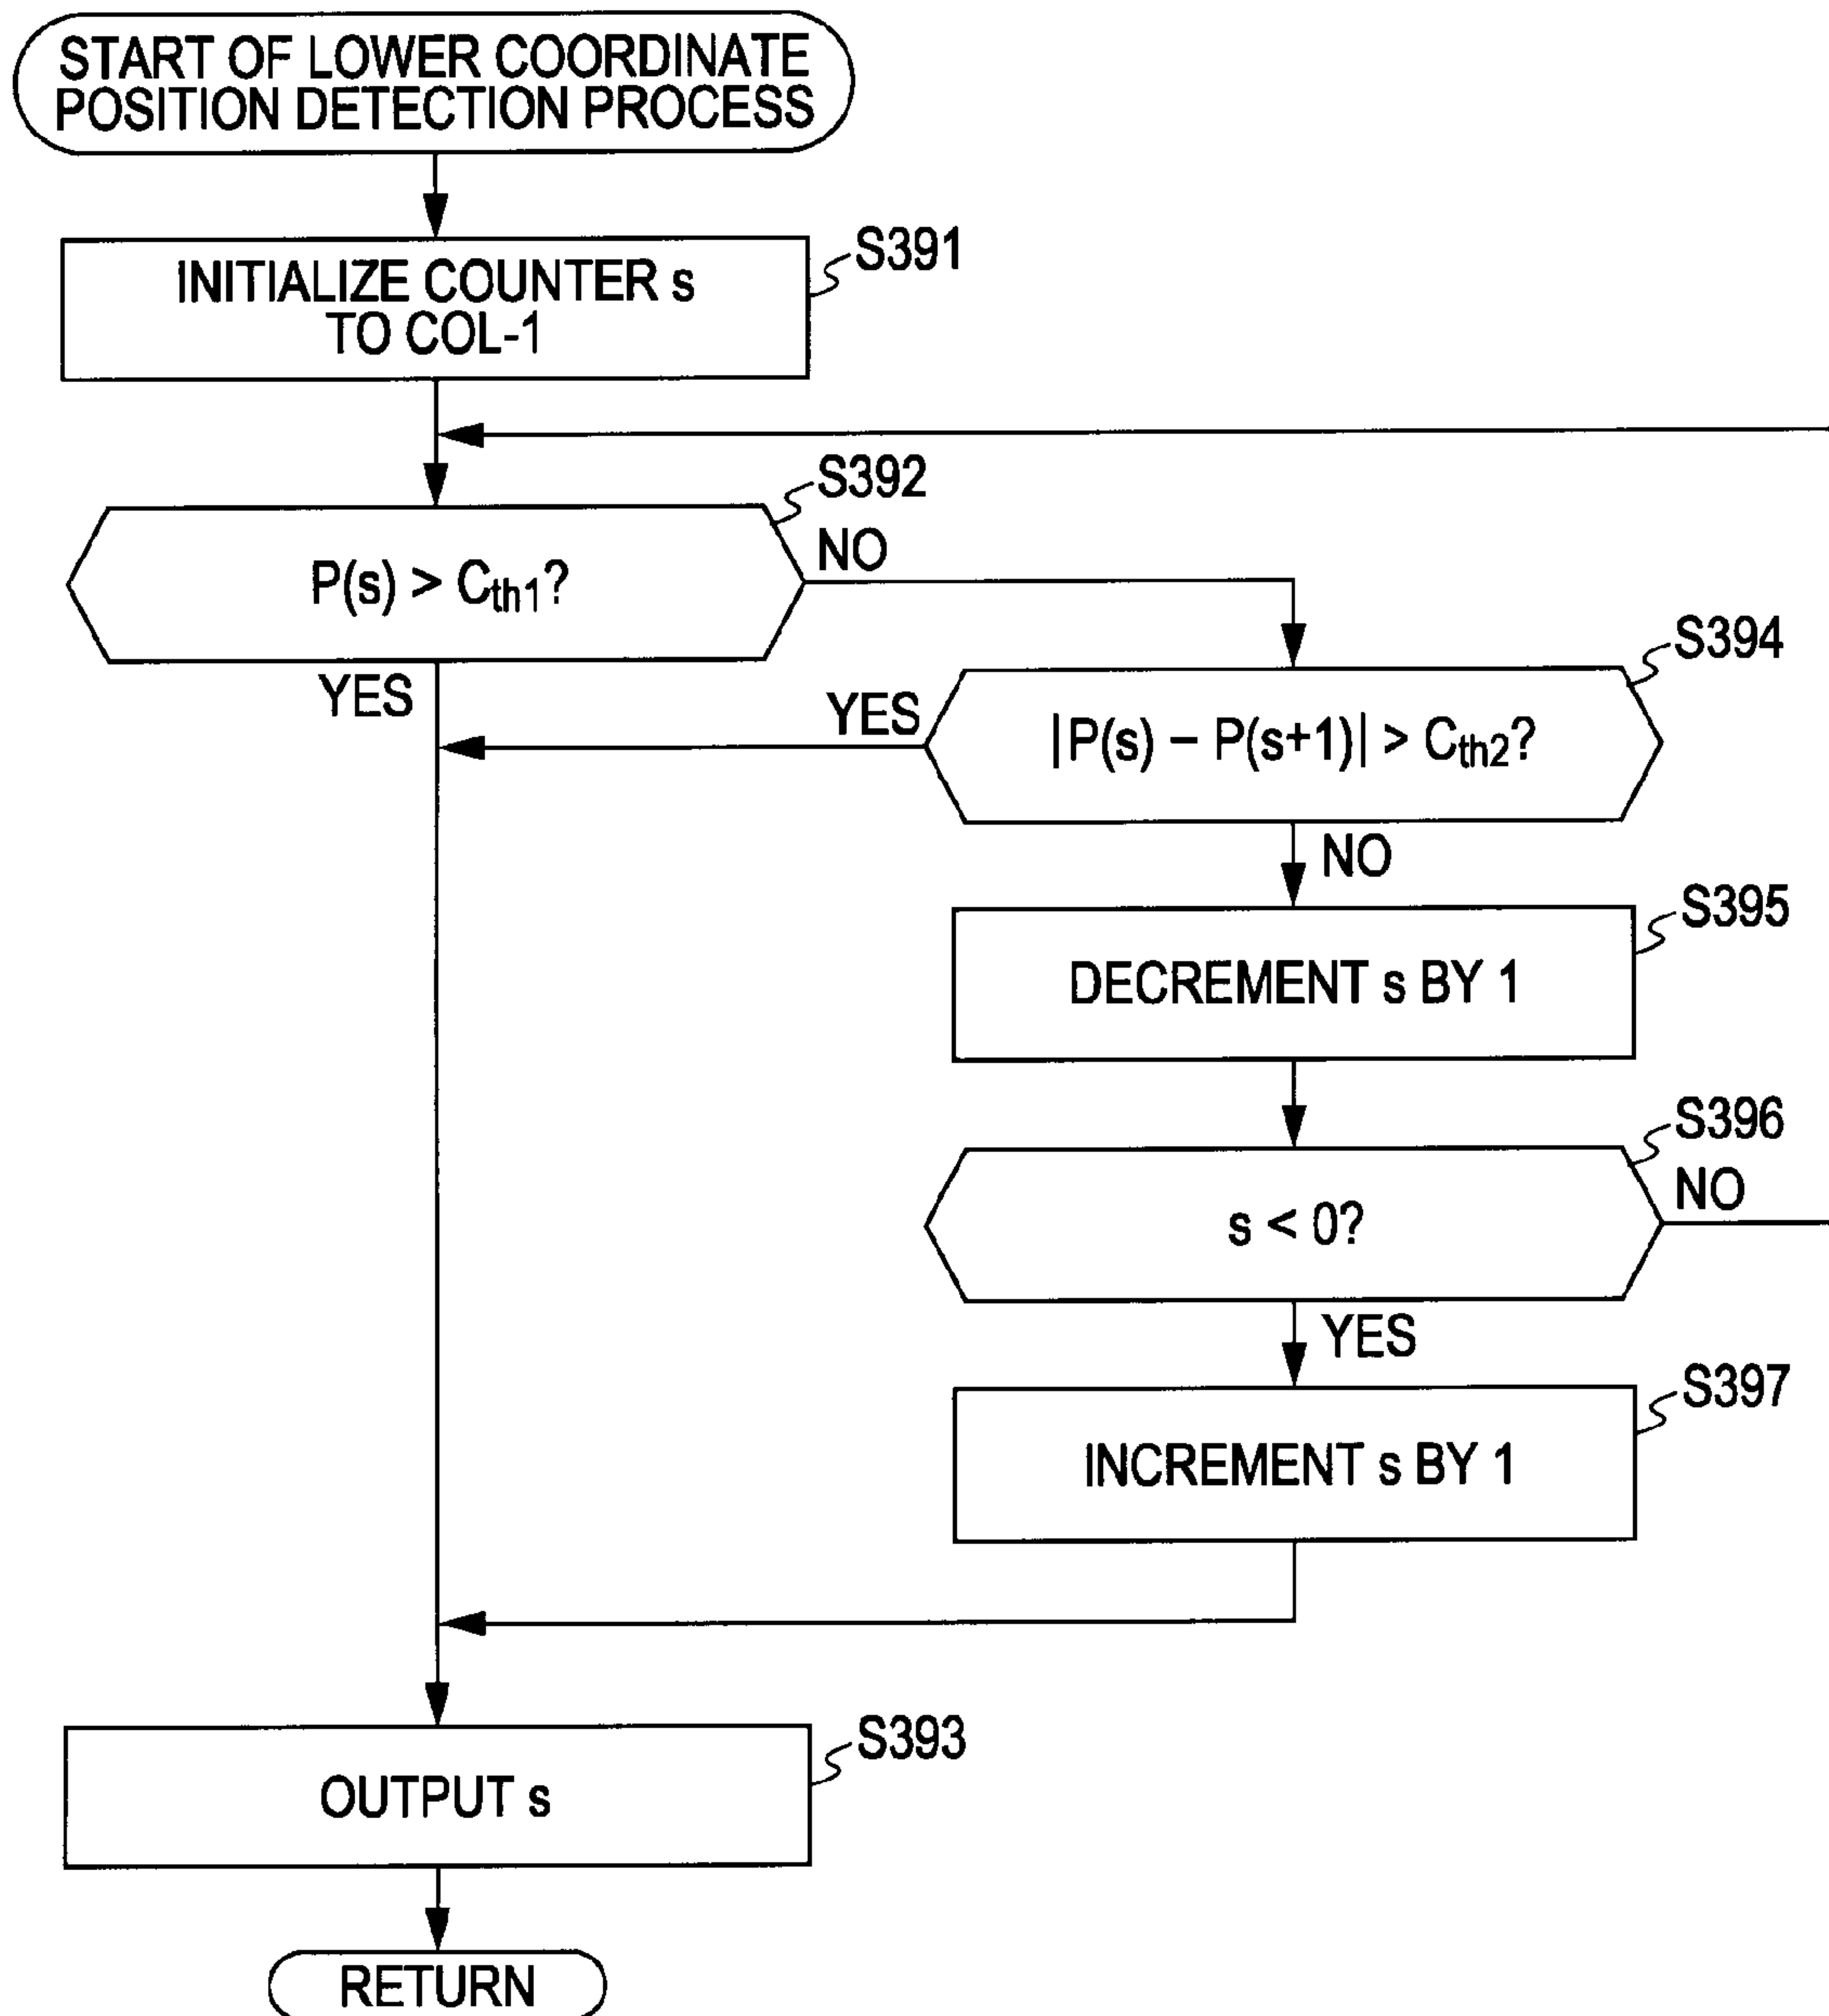 START OF LOWER COORDINATE
POSITION DETECTION PROCESS
S391
INITIALIZE COUNTER s
TO COL-1
S392
P(s) > Cth1?
NO
YES
S394
|P(s) – P(s+1)| > Cth2?
YES
NO
S395
DECREMENT s BY 1
S396
s < 0?
NO
YES
S397
INCREMENT s BY 1
S393
OUTPUT s
RETURN